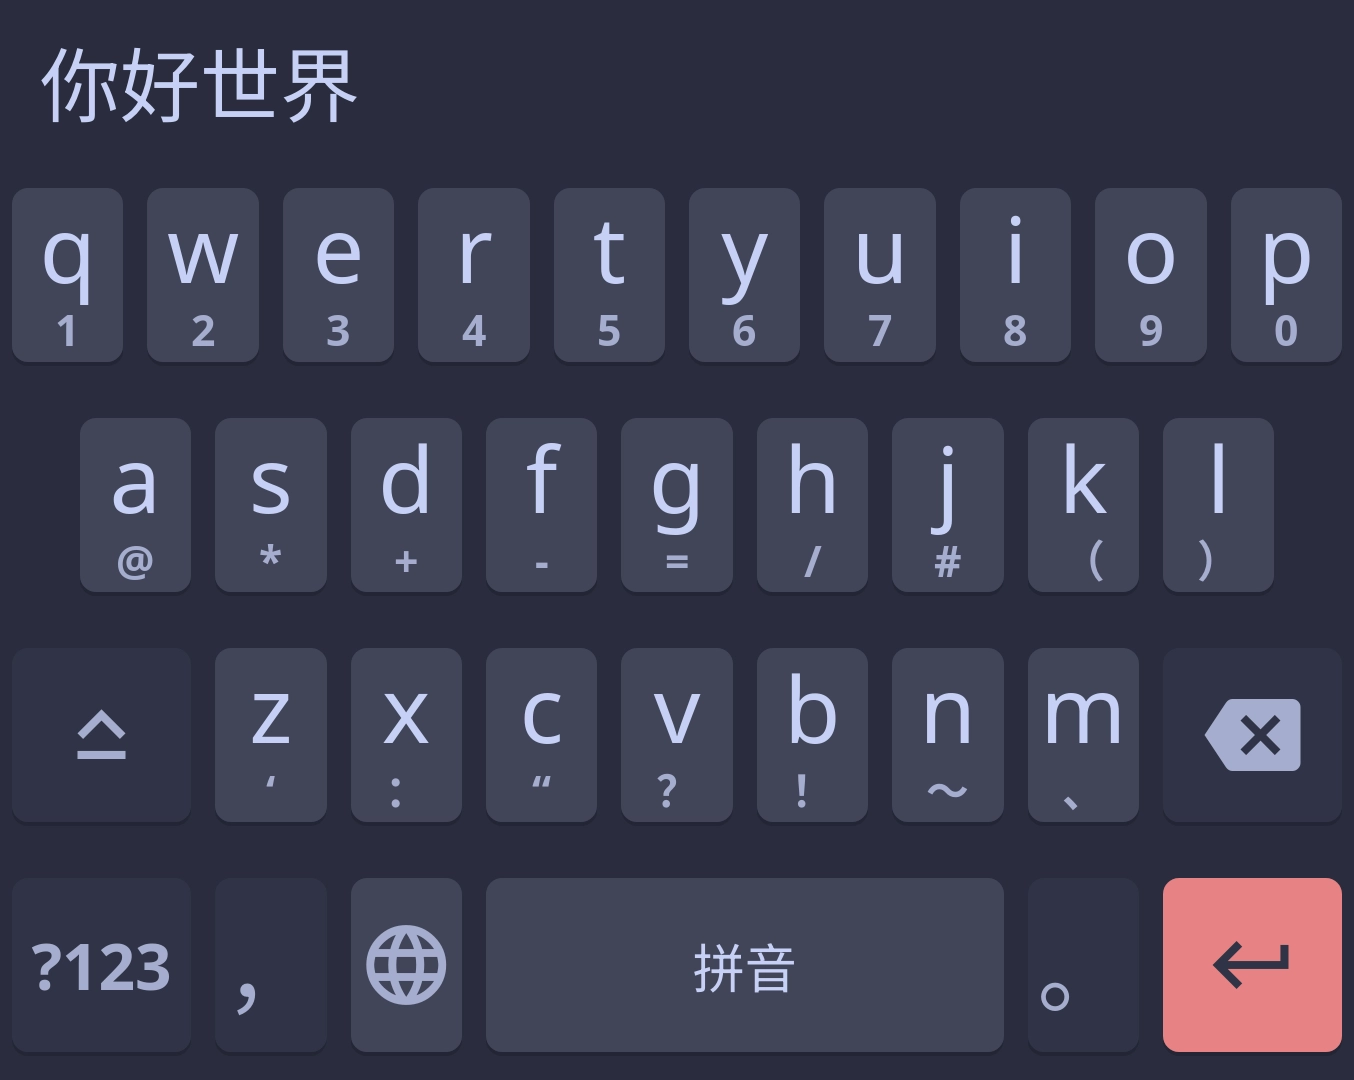 你好世界
q w e r t y u i o p
1 2 3 4 5 6 7 8 9 0
a s d f g h j k l
@ * + - = / # （ ）
z x c v b n m
‘ ： “ ？ ！ ～ 、
?123 ， 拼音 。